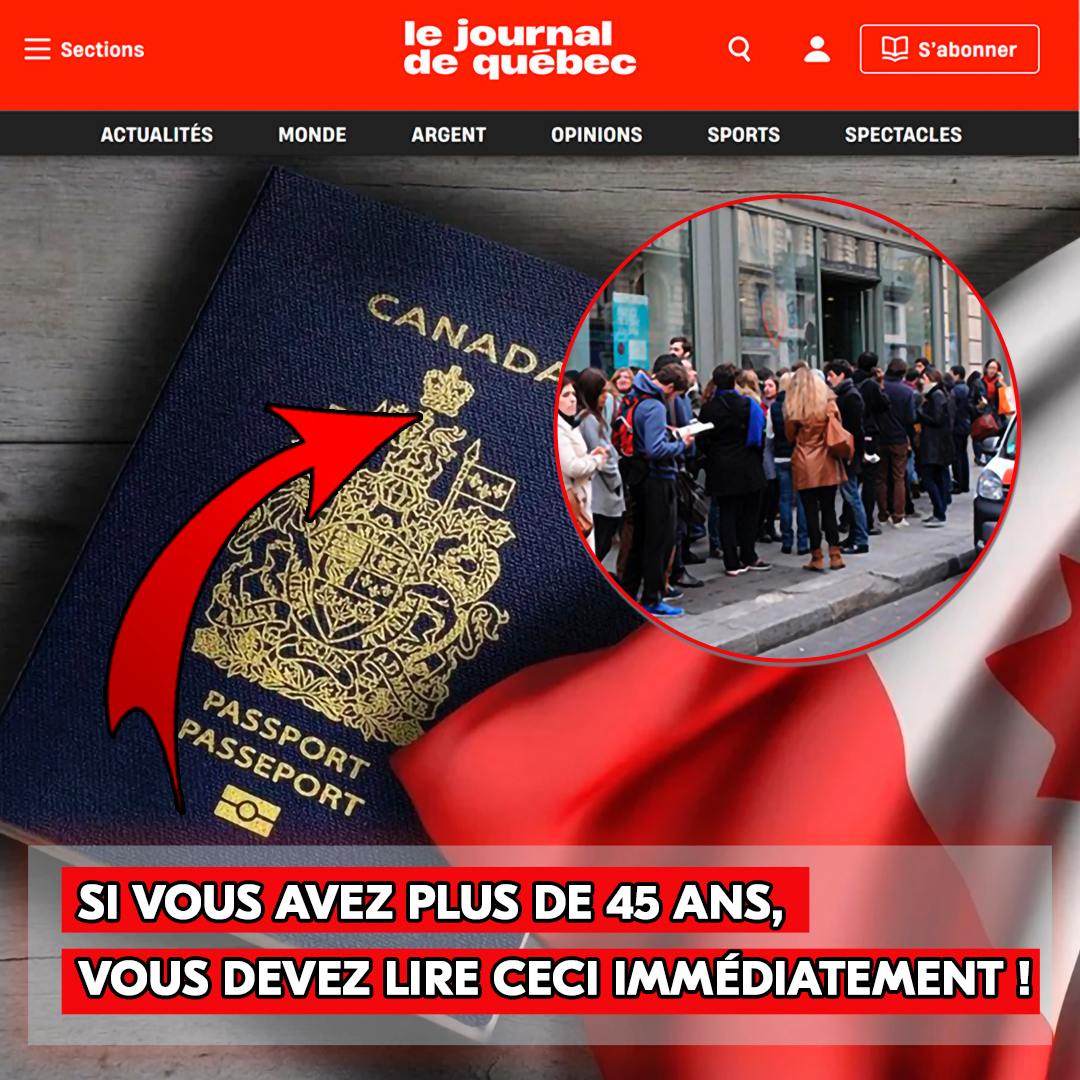 Sections
le journal
de québec
S'abonner
ACTUALITÉS MONDE ARGENT OPINIONS SPORTS SPECTACLES
CANADA
PASSPORT
PASSEPORT
SI VOUS AVEZ PLUS DE 45 ANS,
VOUS DEVEZ LIRE CECI IMMÉDIATEMENT !